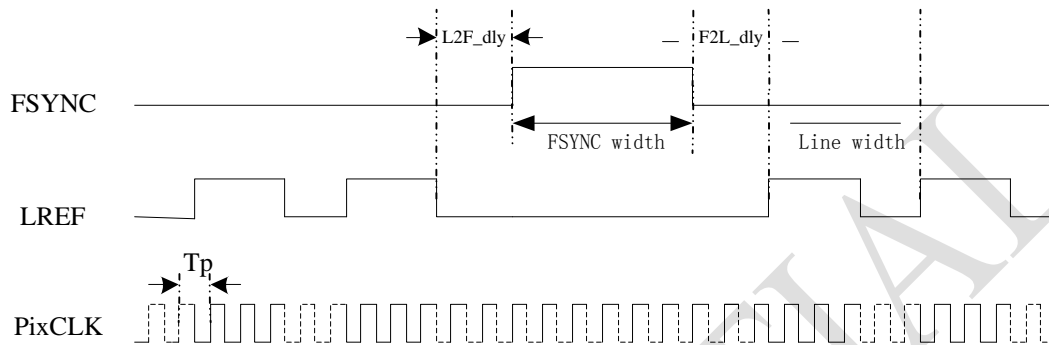 L2F_dly
F2L_dly
FSYNC
FSYNC width
Line width
LREF
Tp
PixCLK